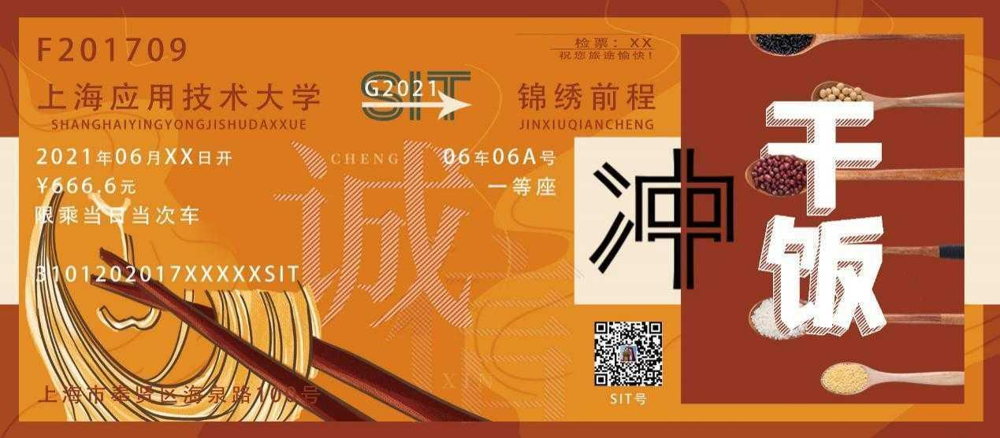 F201709
检票：XX
祝您旅途愉快！
上海应用技术大学
SIT
G2021
锦绣前程
SHANGHAIYINGYONGJISHUDAXXUE
JINXIUQIANCHENG
2021年06月XX日开
CHENG
06车06A号
¥666.6元
一等座
限乘当日当次车
诚
冲
干饭
3101202017XXXXXSIT
信
XIN
上海市奉贤区海泉路100号
SIT号